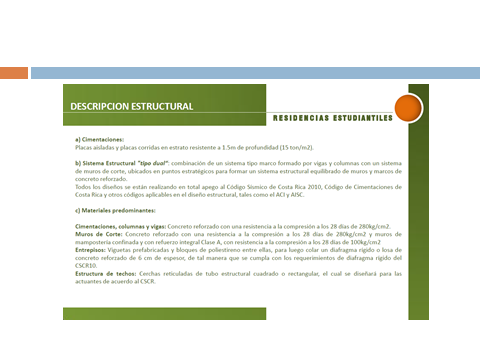 DESCRIPCION ESTRUCTURAL
RESIDENCIAS ESTUDIANTILES
a) Cimentaciones:
Placas aisladas y placas corridas en estrato resistente a 1.5m de profundidad (15 ton/m2).
b) Sistema Estructural "tipo dual": combinación de un sistema tipo marco formado por vigas y columnas con un sistema
de muros de corte, ubicados en puntos estratégicos para formar un sistema estructural equilibrado de muros y marcos de
concreto reforzado.
Todos los diseños se están realizando en total apego al Código Sísmico de Costa Rica 2010, Código de Cimentaciones de
Costa Rica y otros códigos aplicables en el diseño estructural, tales como el ACI y AISC.
c) Materiales predominantes:
Cimentaciones, columnas y vigas: Concreto reforzado con una resistencia a la compresión a los 28 días de 280kg/cm2.
Muros de Corte: Concreto reforzado con una resistencia a la compresión a los 28 días de 280kg/cm2 y muros de
mampostería confinada y con refuerzo integral Clase A, con resistencia a la compresión a los 28 días de 100kg/cm2
Entrepisos: Viguetas prefabricadas y bloques de poliestireno entre ellas, para luego colar un diafragma rígido o losa de
concreto reforzado de 6 cm de espesor, de tal manera que se cumpla con los requerimientos de diafragma rígido del
CSCR10.
Estructura de techos: Cerchas reticuladas de tubo estructural cuadrado o rectangular, el cual se diseñará para las
actuantes de acuerdo al CSCR.